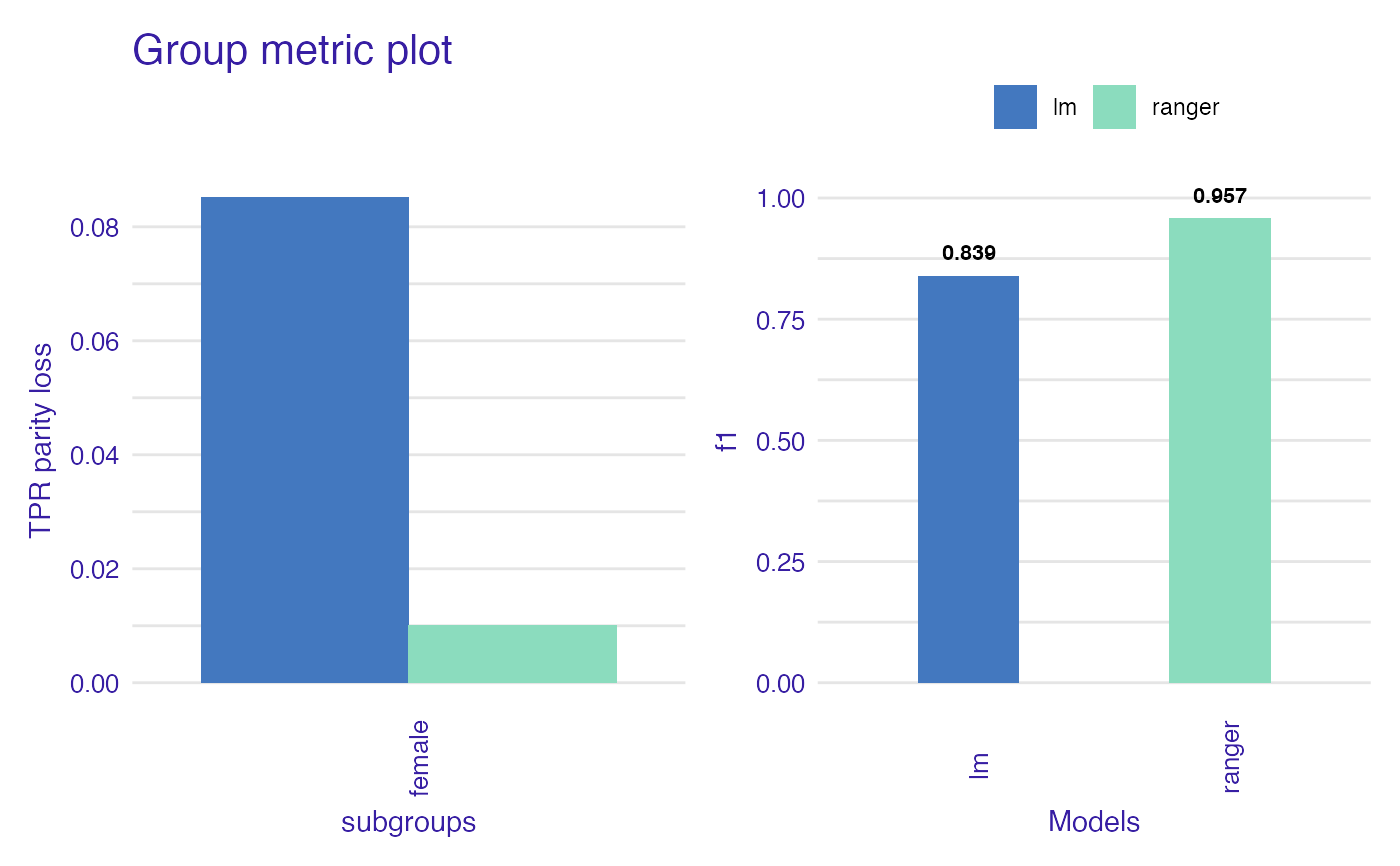 Group metric plot
lm
ranger
TPR parity loss
0.08
0.06
0.04
0.02
0.00
female
subgroups
f1
1.00
0.75
0.50
0.25
0.00
0.839
0.957
lm
ranger
Models